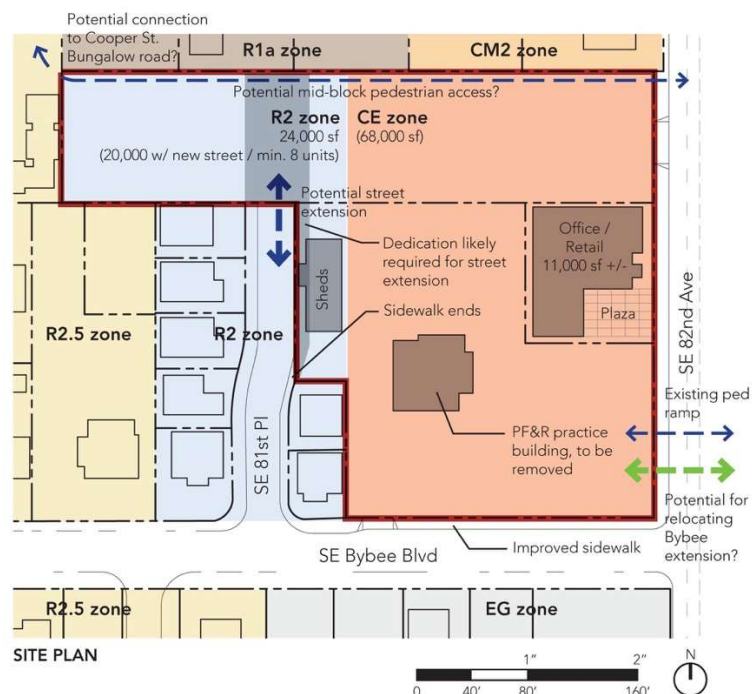 Potential connection
to Cooper St.
Bungalow road?
R1a zone
CM2 zone
Potential mid-block pedestrian access?
R2 zone
24,000 sf
(20,000 w/ new street / min. 8 units)
CE zone
(68,000 sf)
Potential street
extension
Dedication likely
required for street
extension
Sheds
Sidewalk ends
Office /
Retail
11,000 sf +/-
Plaza
SE 82nd Ave
R2.5 zone
R2 zone
SE 81st Pl
PF&R practice
building, to be
removed
Existing ped
ramp
Potential for
relocating
Bybee
extension?
Improved sidewalk
SE Bybee Blvd
R2.5 zone
EG zone
SITE PLAN
1"
2"
0
40'
80'
160'
N